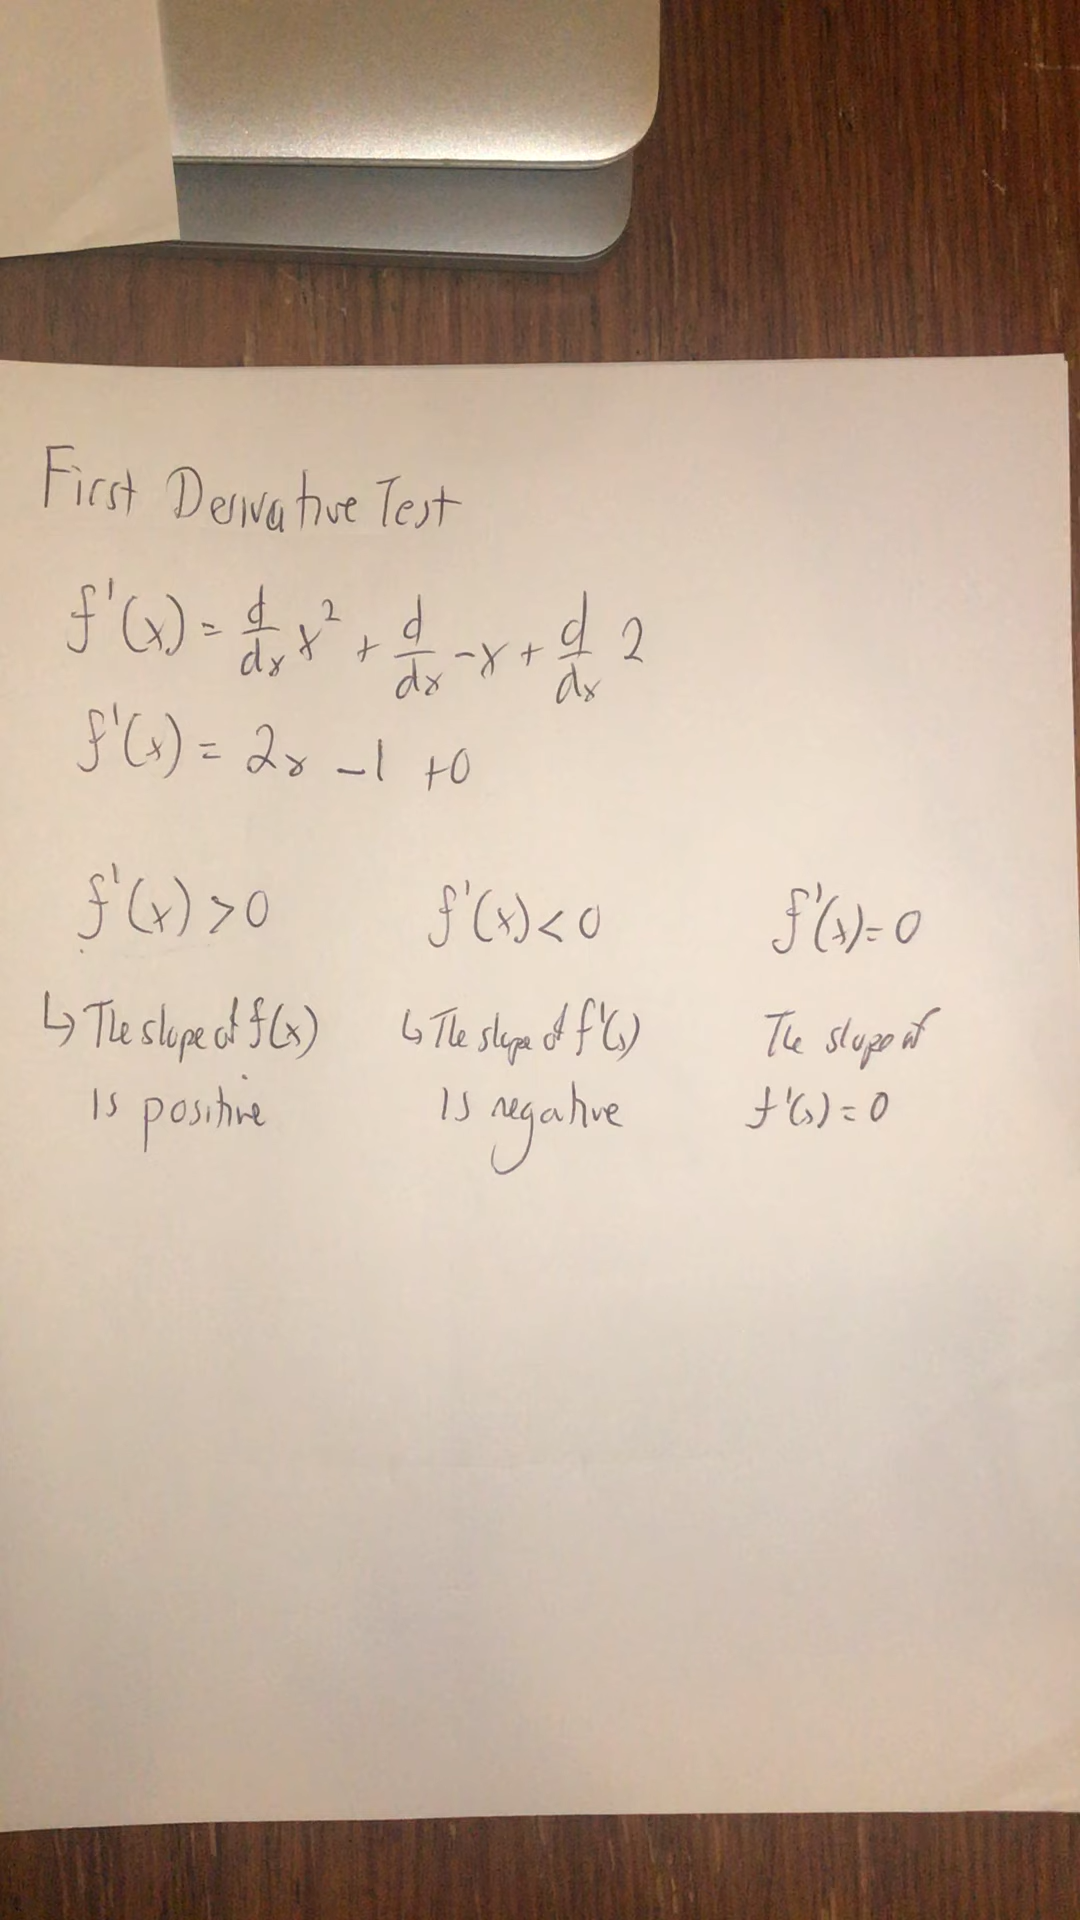 First Derivative Test
f'(x) = d/dx x² + d/dx -x + d/dx 2
f'(x) = 2x -1 +0
f'(x) > 0 f'(x) < 0 f'(x) = 0
↳ The slope of f(x) ↳ The slope of f'(x) The slope of
is positive is negative f'(x) = 0